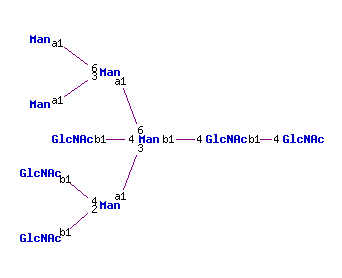 Man a1
6
3 Man
Man a1
a1
6
GlcNAc b1 4 Man b1 4 GlcNAc b1 4 GlcNAc
3
GlcNAc b1
a1
4
2 Man
GlcNAc b1